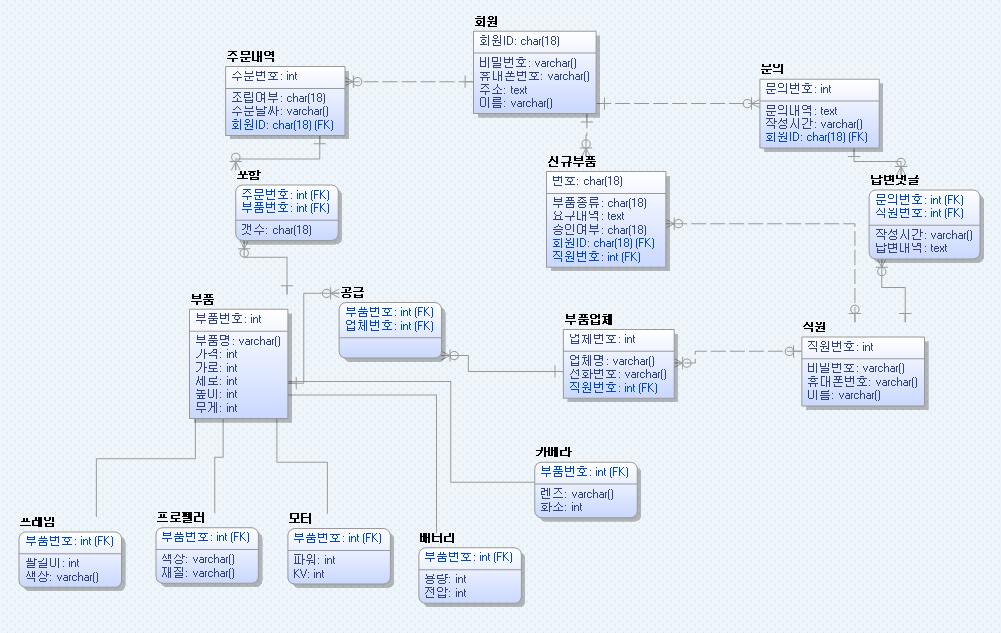 회원
회원ID: char(18)
비밀번호: varchar()
휴대폰번호: varchar()
주소: text
이름: varchar()
주문내역
주문번호: int
조립여부: char(18)
주문날짜: varchar()
회원ID: char(18) (FK)
문의
문의번호: int
문의내역: text
작성시간: varchar()
회원ID: char(18) (FK)
포함
주문번호: int (FK)
부품번호: int (FK)
갯수: char(18)
신규부품
번호: char(18)
부품종류: char(18)
요구내역: text
승인여부: char(18)
회원ID: char(18) (FK)
직원번호: int (FK)
답변댓글
문의번호: int (FK)
직원번호: int (FK)
작성시간: varchar()
답변내역: text
부품
부품번호: int
부품명: varchar()
가격: int
가로: int
세로: int
높비: int
무게: int
공급
부품번호: int (FK)
업체번호: int (FK)
부품업체
업체번호: int
업체명: varchar()
전화번호: varchar()
직원번호: int (FK)
직원
직원번호: int
비밀번호: varchar()
휴대폰번호: varchar()
이름: varchar()
카메라
부품번호: int (FK)
렌즈: varchar()
화소: int
프레임
부품번호: int (FK)
색상: varchar()
프로펠러
부품번호: int (FK)
색상: varchar()
재질: varchar()
모터
부품번호: int (FK)
파워: int
KV: int
배터리
부품번호: int (FK)
용량: int
전압: int